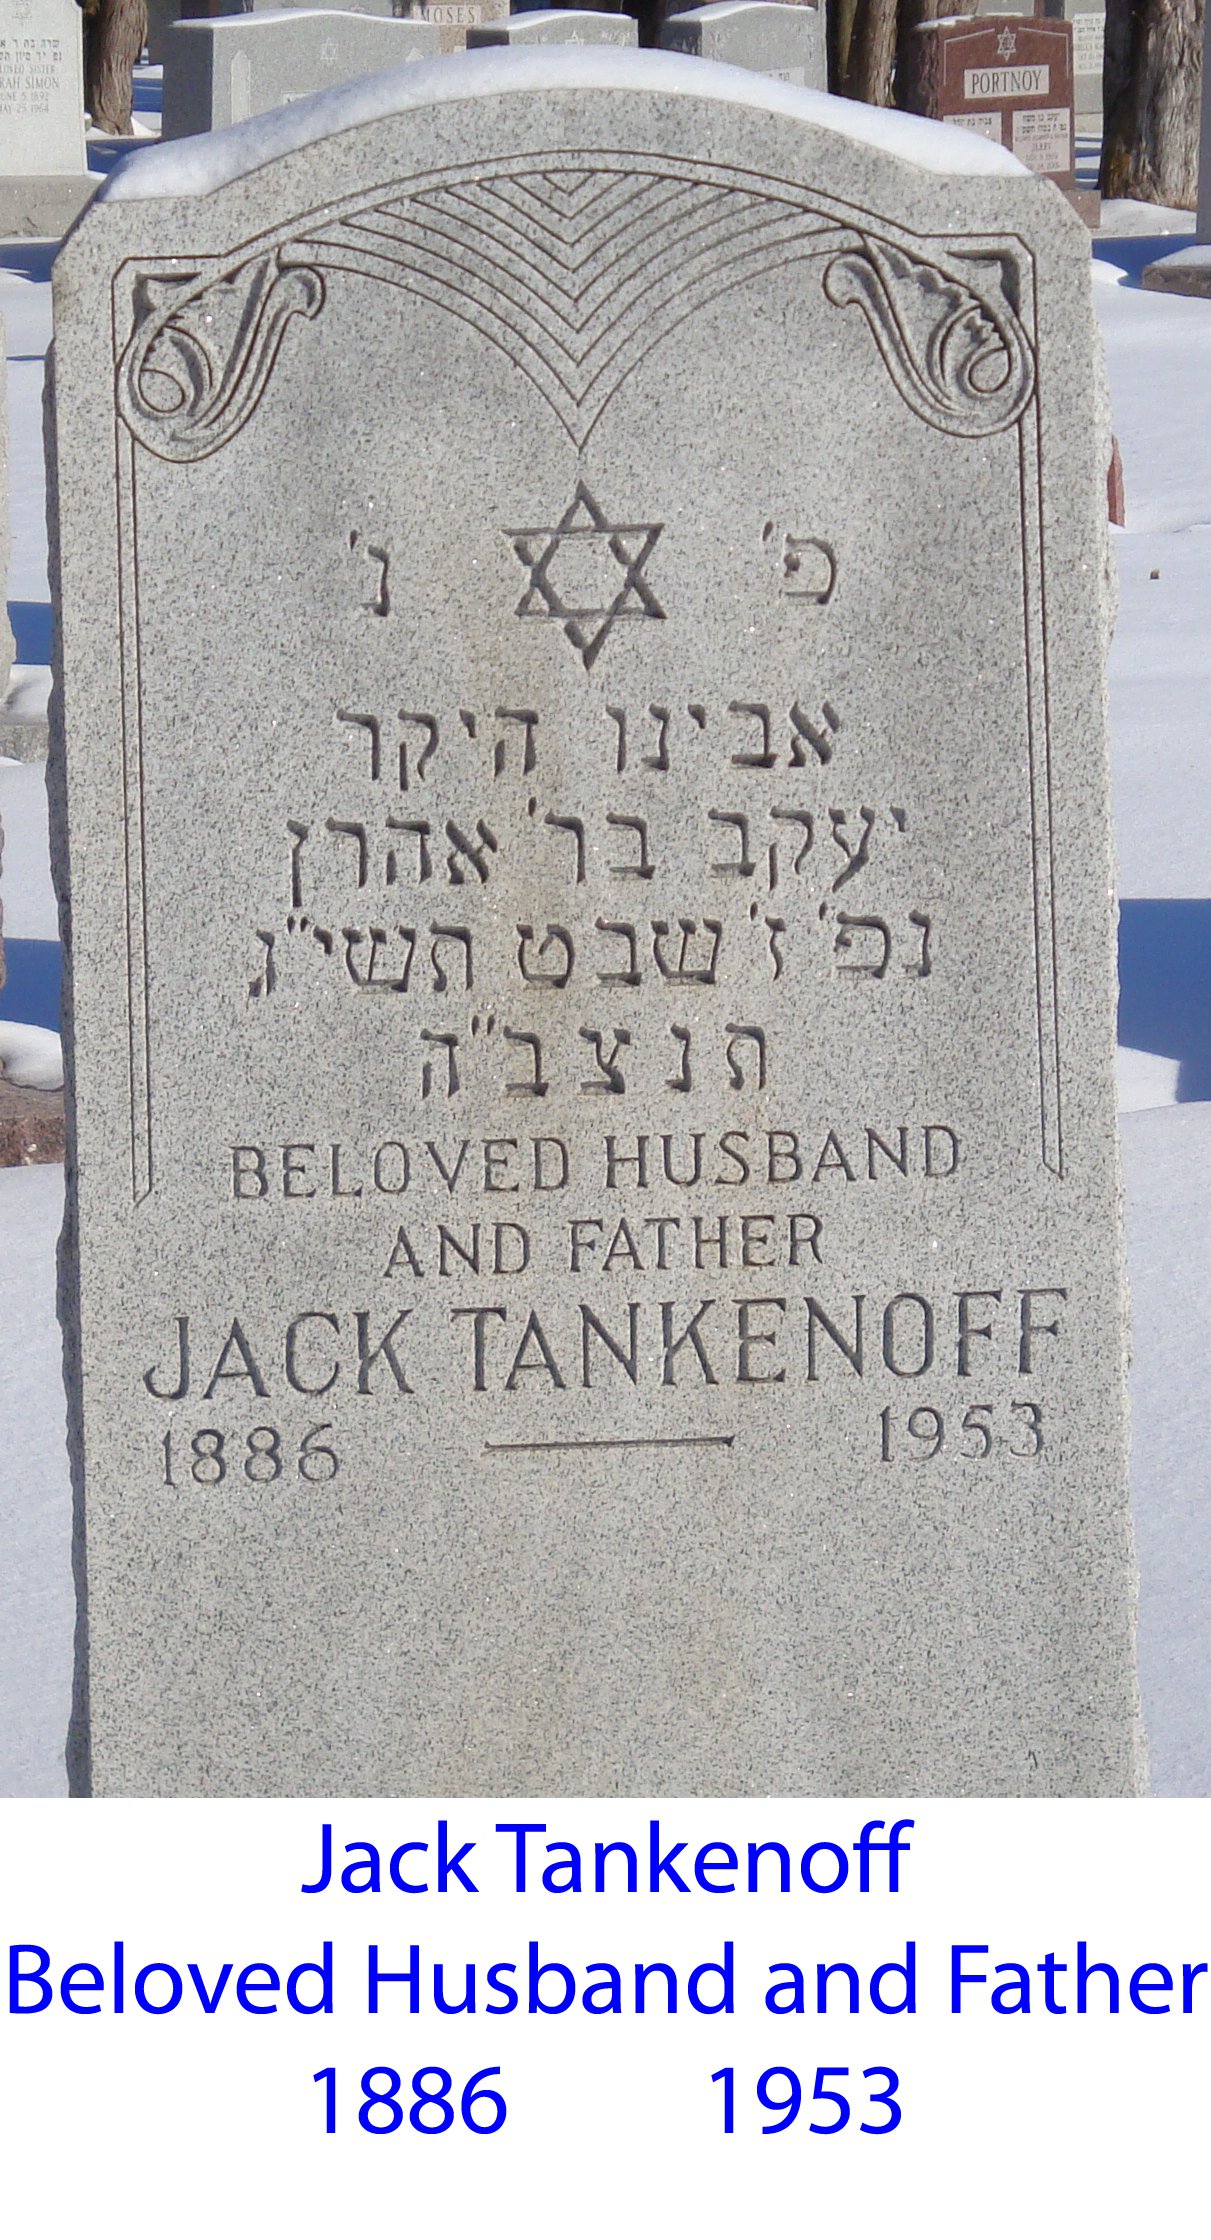 MOSES
PORTNOY
פ' נ'
אבינו היקר
יעקב בר' אהרן
נפ' ז' שבט תשי"ג
ת נ צ ב"ה
BELOVED HUSBAND
AND FATHER
JACK TANKENOFF
1886 — 1953
Jack Tankenoff
Beloved Husband and Father
1886 1953